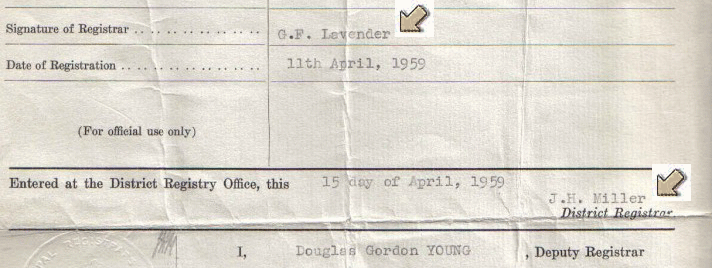 Signature of Registrar .................. G.F. Lavender
Date of Registration .................... 11th April, 1959
(For official use only)
Entered at the District Registry Office, this 15 day of April, 1959
J.H. Miller
District Registrar.
I, Douglas Gordon YOUNG , Deputy Registrar